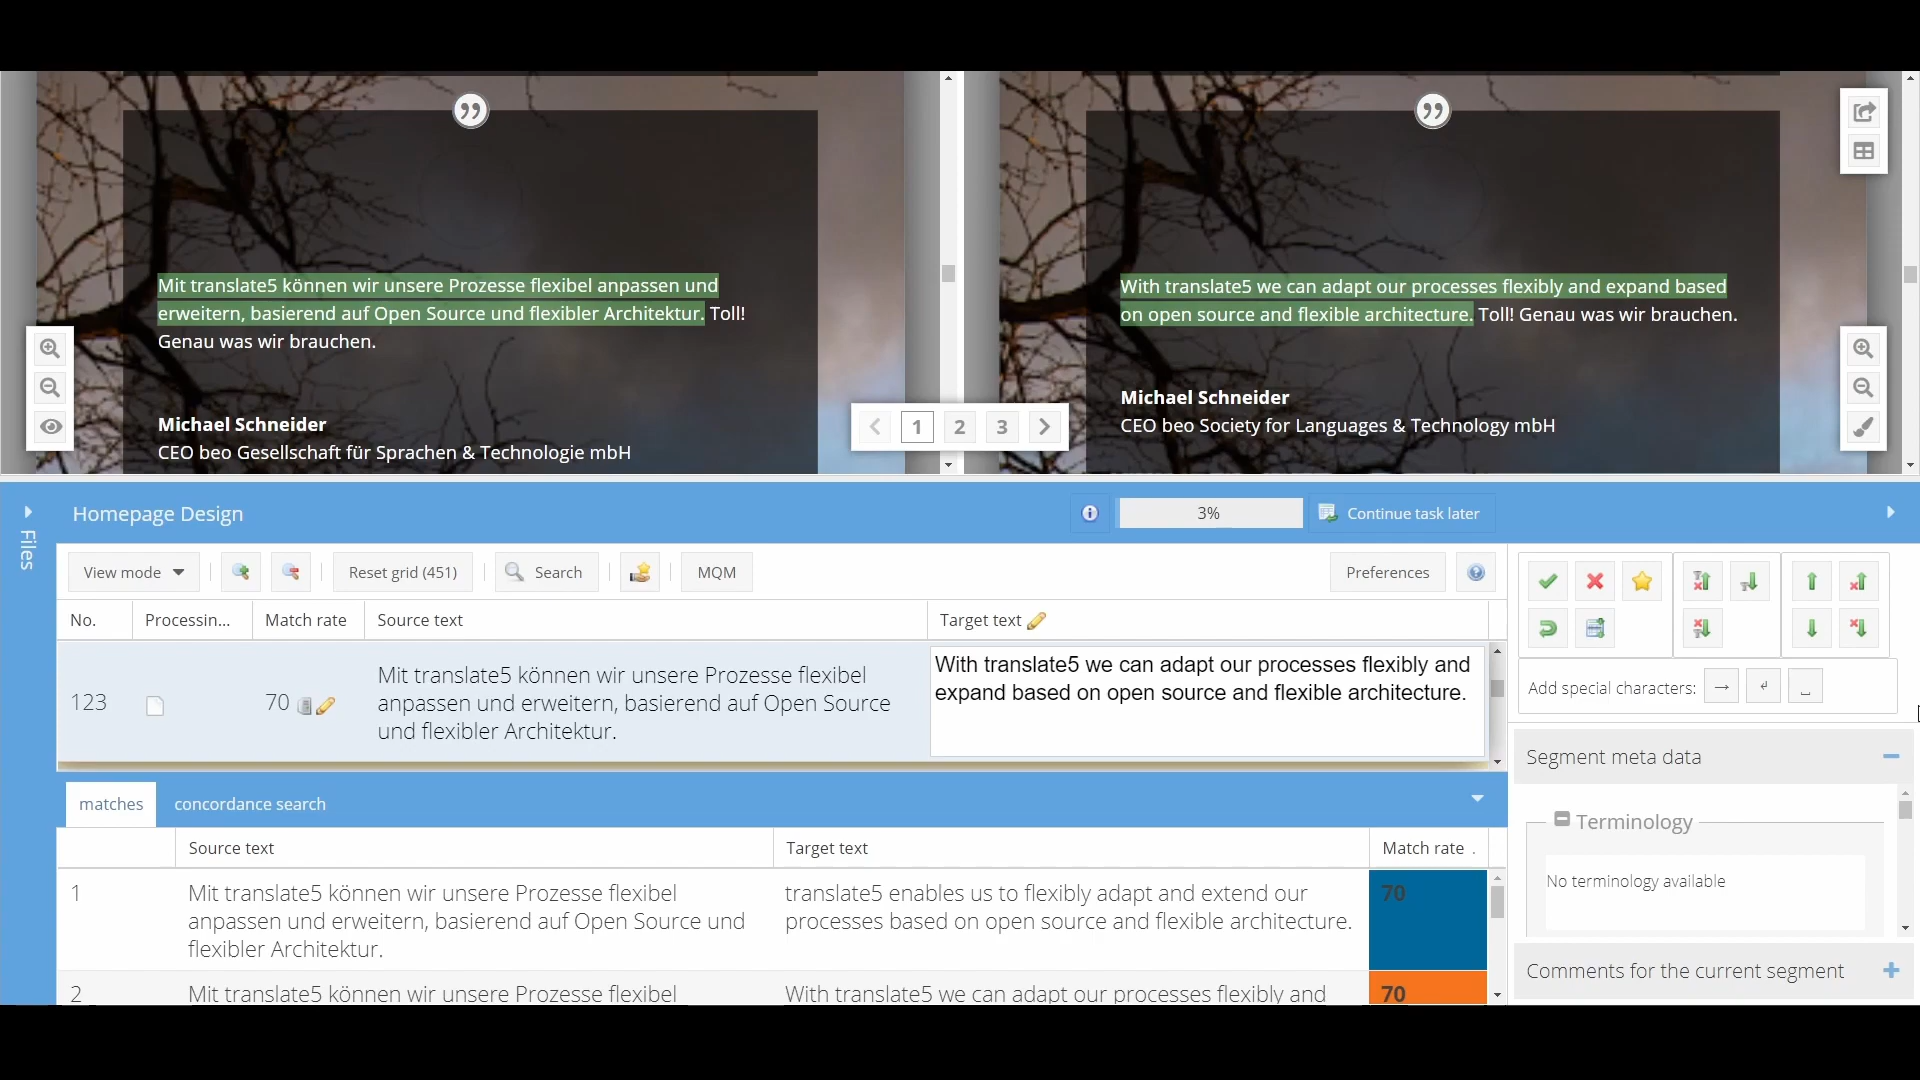 Mit translate5 können wir unsere Prozesse flexibel anpassen und
erweitern, basierend auf Open Source und flexibler Architektur. Toll!
Genau was wir brauchen.
Michael Schneider
CEO beo Gesellschaft für Sprachen & Technologie mbH
With translate5 we can adapt our processes flexibly and expand based
on open source and flexible architecture. Toll! Genau was wir brauchen.
Michael Schneider
CEO beo Society for Languages & Technology mbH
1 2 3
Files
Homepage Design
3%
Continue task later
View mode
Reset grid (451)
Search
MQM
Preferences
No.
Processin...
Match rate
Source text
Target text
123
70
Mit translate5 können wir unsere Prozesse flexibel
anpassen und erweitern, basierend auf Open Source
und flexibler Architektur.
With translate5 we can adapt our processes flexibly and
expand based on open source and flexible architecture.
Add special characters:
Segment meta data
Terminology
No terminology available
Comments for the current segment
matches
concordance search
Source text
Target text
Match rate .
1
Mit translate5 können wir unsere Prozesse flexibel
anpassen und erweitern, basierend auf Open Source und
flexibler Architektur.
translate5 enables us to flexibly adapt and extend our
processes based on open source and flexible architecture.
70
2
Mit translate5 können wir unsere Prozesse flexibel
With translate5 we can adapt our processes flexibly and
70